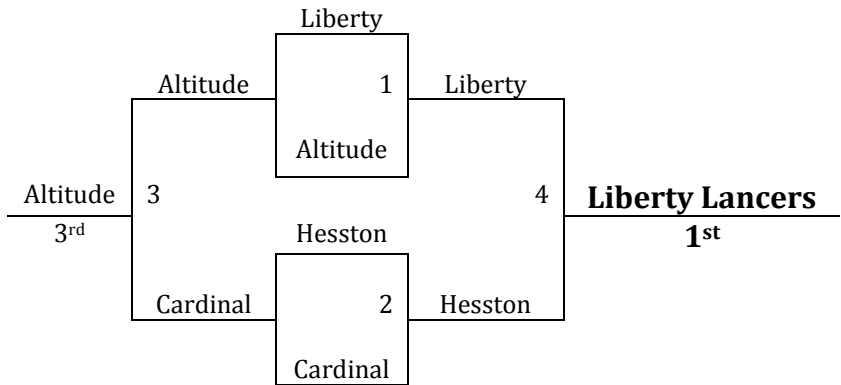 Liberty
Altitude 1 Liberty
Altitude
Altitude 3 4 Liberty Lancers
3rd 1st
Hesston
Cardinal 2 Hesston
Cardinal